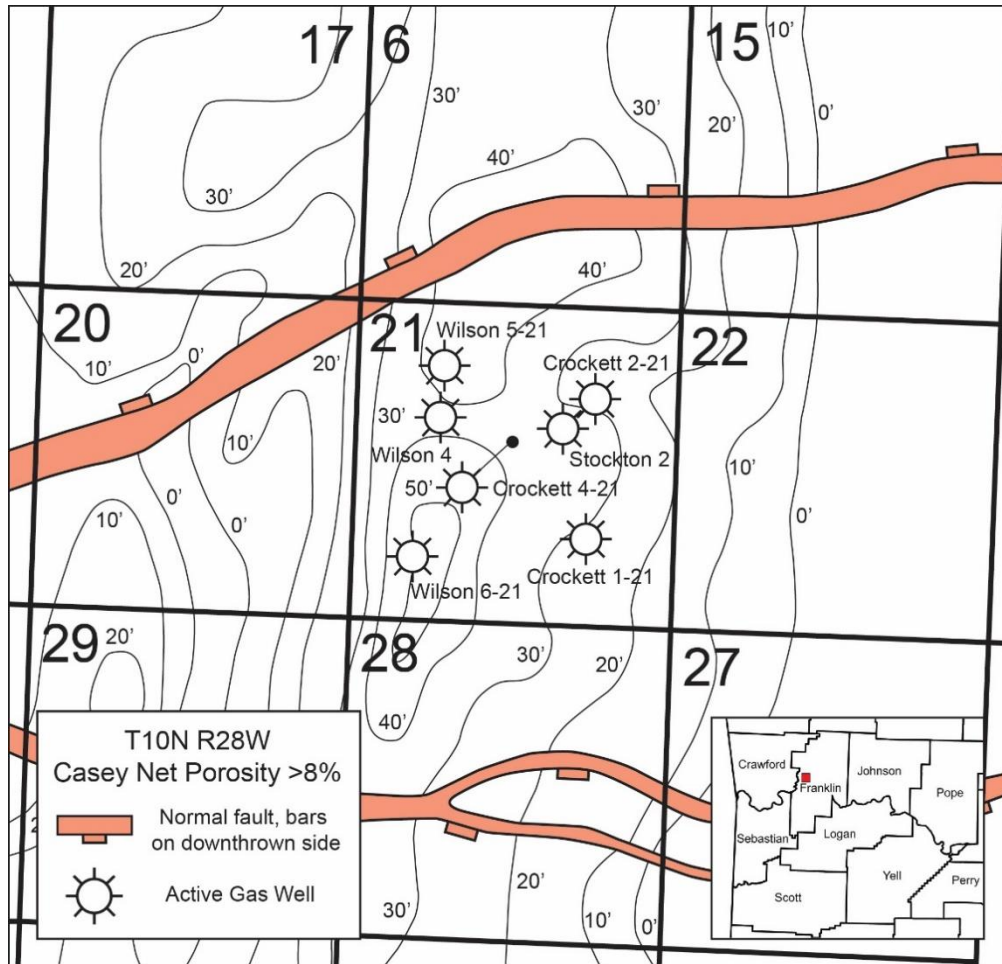 17
6
15
10'
0'
30'
30'
20'
40'
30'
20'
40'
20
21
22
Wilson 5-21
Crockett 2-21
10'
0'
20'
30'
Wilson 4
Stockton 2
10'
10'
50'
Crockett 4-21
10'
0'
0'
0'
Wilson 6-21
Crockett 1-21
29
28
27
20'
30'
20'
10'
0'
40'
T10N R28W
Casey Net Porosity >8%
Normal fault, bars
on downthrown side
Active Gas Well
30'
20'
10'
0'
Crawford
Franklin
Johnson
Pope
Sebastian
Logan
Yell
Perry
Scott